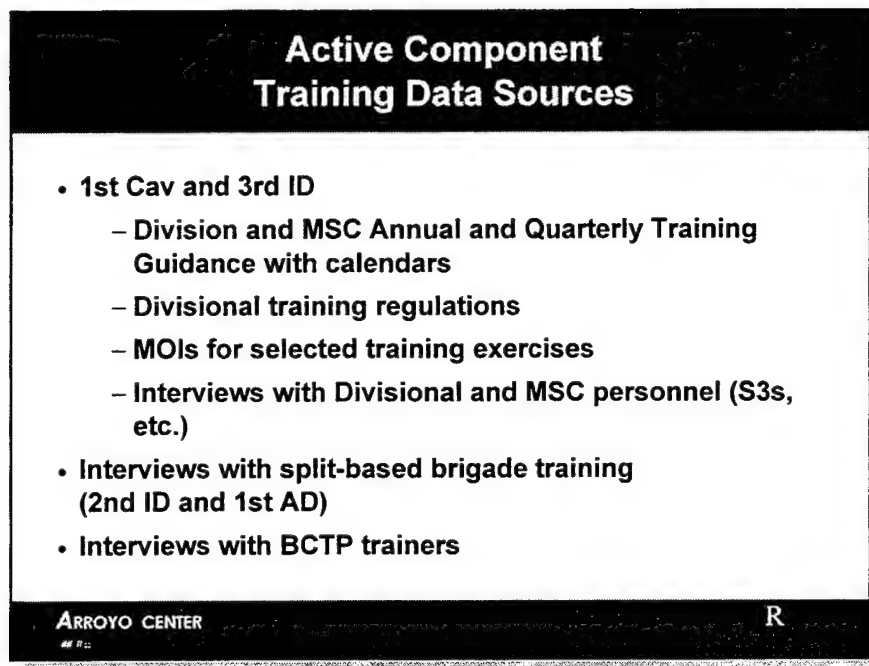 Active Component
Training Data Sources
• 1st Cav and 3rd ID
– Division and MSC Annual and Quarterly Training
Guidance with calendars
– Divisional training regulations
– MOIs for selected training exercises
– Interviews with Divisional and MSC personnel (S3s,
etc.)
• Interviews with split-based brigade training
(2nd ID and 1st AD)
• Interviews with BCTP trainers
ARROYO CENTER
R